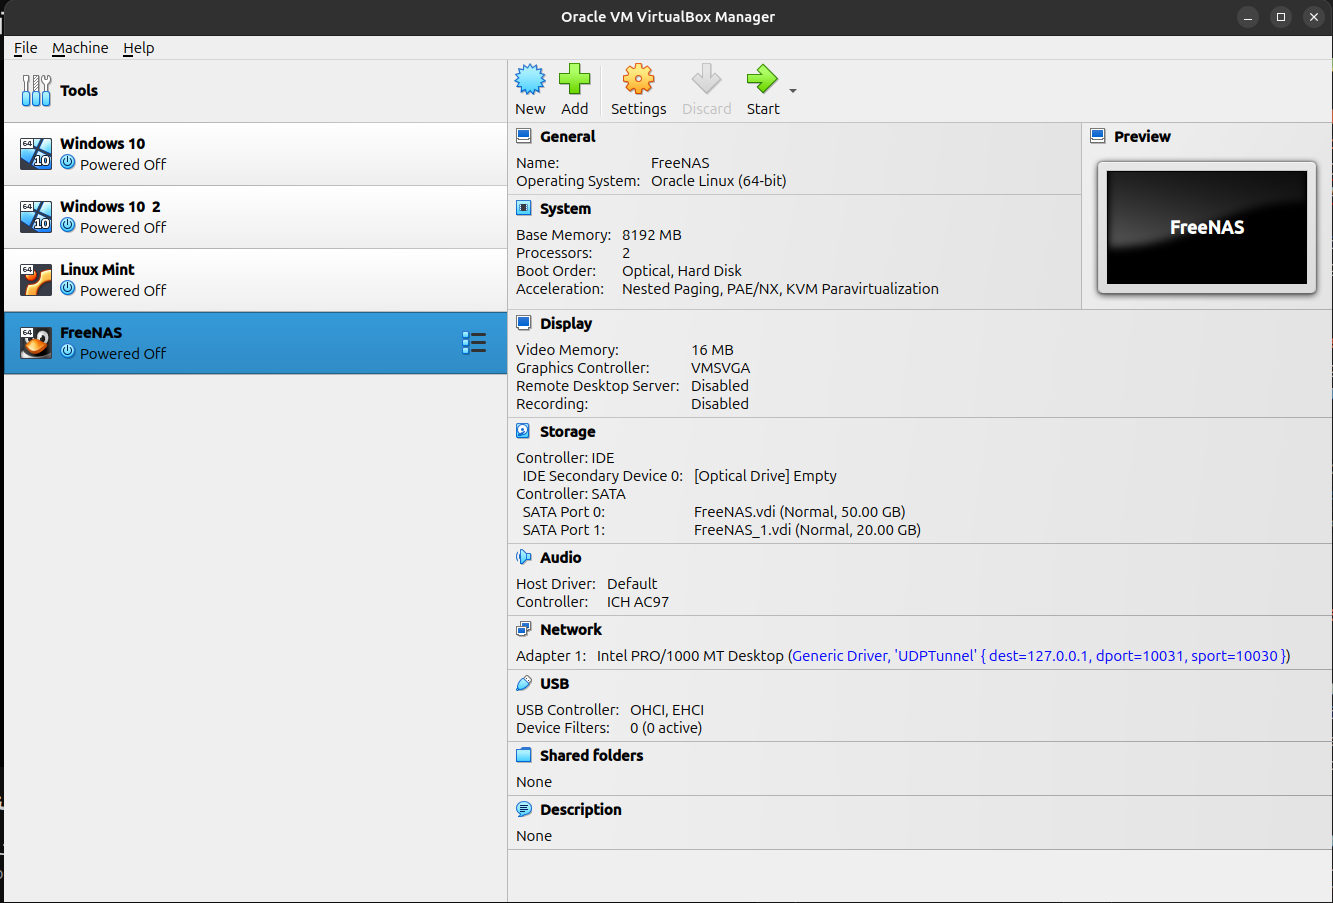 Oracle VM VirtualBox Manager
File Machine Help
Tools
New Add Settings Discard Start
64 10 Windows 10
Powered Off
64 10 Windows 10 2
Powered Off
64 Linux Mint
Powered Off
64 FreeNAS
Powered Off
General
Name: FreeNAS
Operating System: Oracle Linux (64-bit)
System
Base Memory: 8192 MB
Processors: 2
Boot Order: Optical, Hard Disk
Acceleration: Nested Paging, PAE/NX, KVM Paravirtualization
Preview
FreeNAS
Display
Video Memory: 16 MB
Graphics Controller: VMSVGA
Remote Desktop Server: Disabled
Recording: Disabled
Storage
Controller: IDE
IDE Secondary Device 0: [Optical Drive] Empty
Controller: SATA
SATA Port 0: FreeNAS.vdi (Normal, 50.00 GB)
SATA Port 1: FreeNAS_1.vdi (Normal, 20.00 GB)
Audio
Host Driver: Default
Controller: ICH AC97
Network
Adapter 1: Intel PRO/1000 MT Desktop (Generic Driver, 'UDPTunnel' { dest=127.0.0.1, dport=10031, sport=10030 })
USB
USB Controller: OHCI, EHCI
Device Filters: 0 (0 active)
Shared folders
None
Description
None